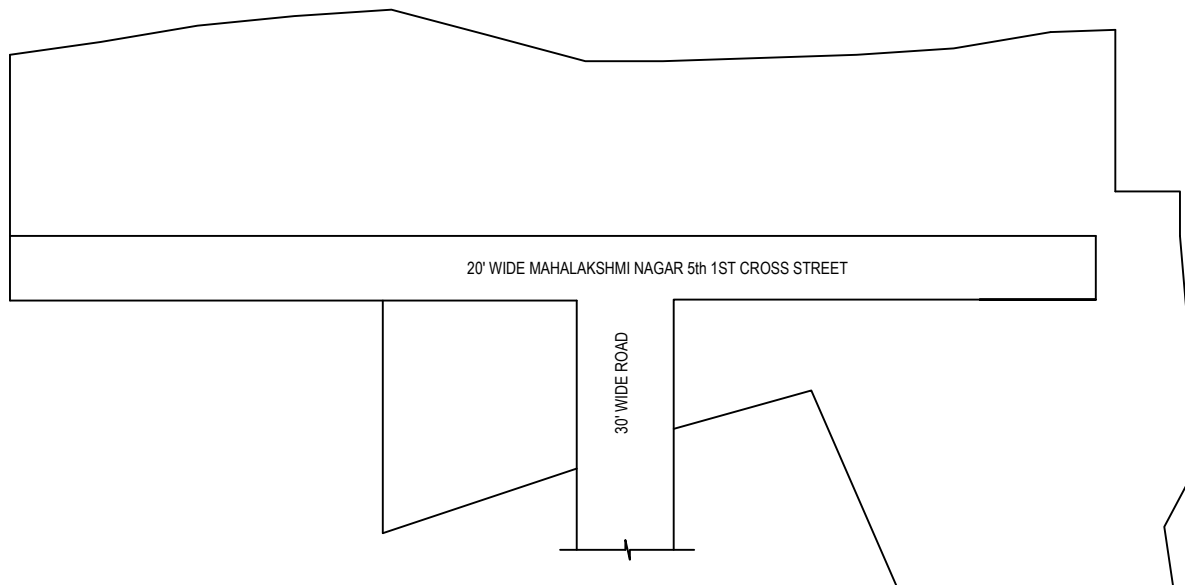 20' WIDE MAHALAKSHMI NAGAR 5th 1ST CROSS STREET
30' WIDE ROAD